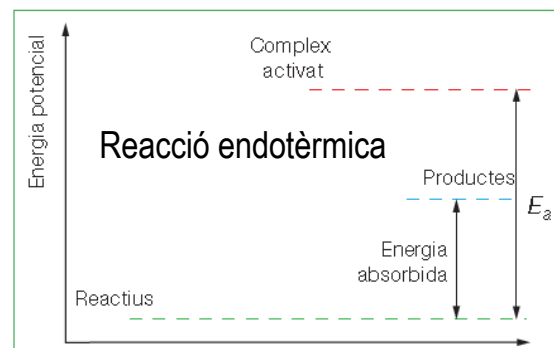 Energia potencial
Complex
activat
Reacció endotèrmica
Productes
Eₐ
Energia
absorbida
Reactius